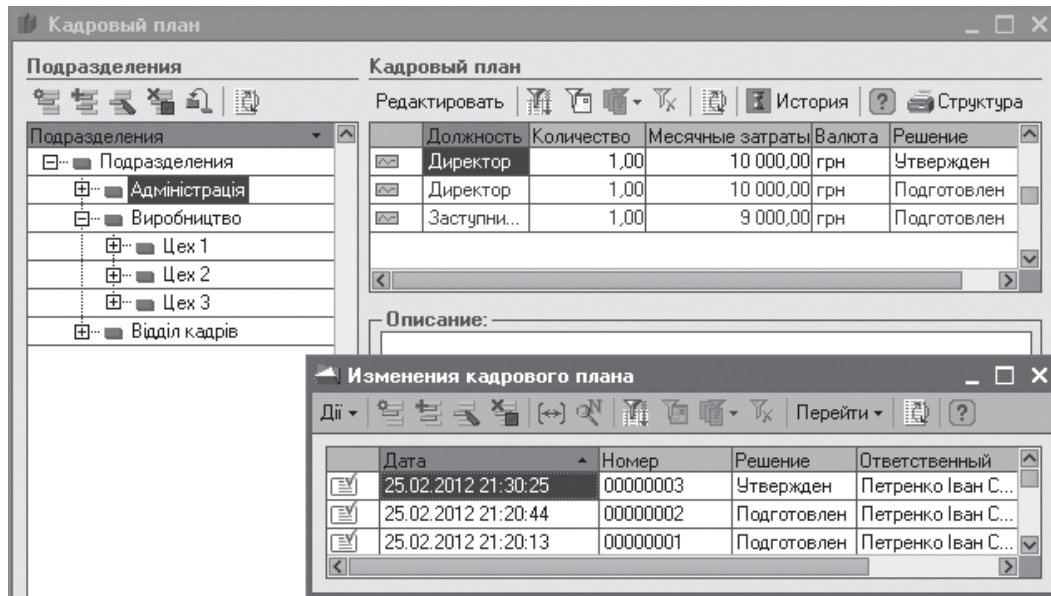 Кадровый план
Подразделения
Кадровый план
Редактировать История ? Структура
Подразделения
Должность Количество Месячные затраты Валюта Решение
Подразделения
Директор 1,00 10 000,00 грн Утвержден
Адміністрація
Директор 1,00 10 000,00 грн Подготовлен
Виробництво
Заступни... 1,00 9 000,00 грн Подготовлен
Цех 1
Цех 2
Цех 3
Відділ кадрів
Описание:
Изменения кадрового плана
Дії Перейти ?
Дата Номер Решение Ответственный
25.02.2012 21:30:25 00000003 Утвержден Петренко Іван С...
25.02.2012 21:20:44 00000002 Подготовлен Петренко Іван С...
25.02.2012 21:20:13 00000001 Подготовлен Петренко Іван С...